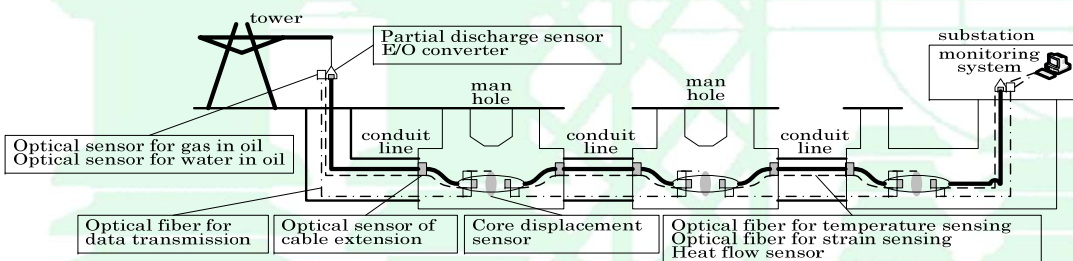 tower
Partial discharge sensor
E/O converter
substation
monitoring
system
man
hole
man
hole
conduit
line
conduit
line
conduit
line
Optical sensor for gas in oil
Optical sensor for water in oil
Optical fiber for
data transmission
Optical sensor of
cable extension
Core displacement
sensor
Optical fiber for temperature sensing
Optical fiber for strain sensing
Heat flow sensor